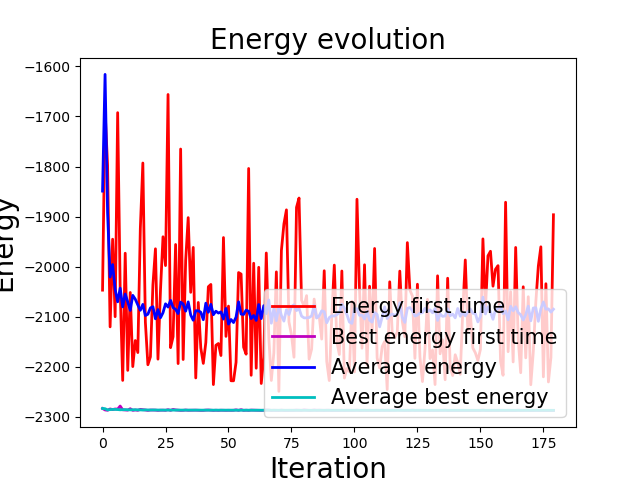 Energy evolution
−1600
−1700
−1800
−1900
−2000
−2100
−2200
−2300
Energy
0
25
50
75
100
125
150
175
Iteration
Energy first time
Best energy first time
Average energy
Average best energy